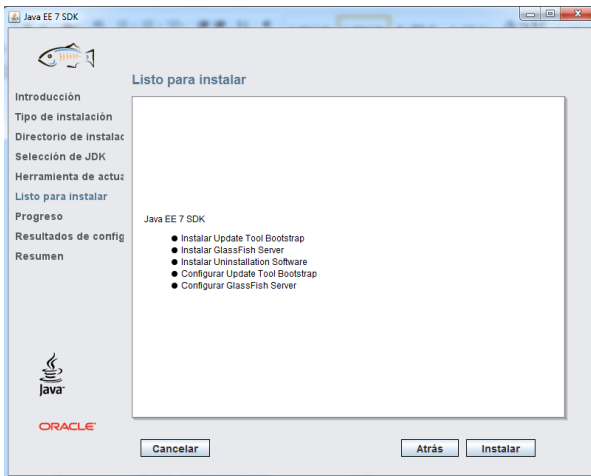 Java EE 7 SDK
Listo para instalar
Introducción
Tipo de instalación
Directorio de instalac
Selección de JDK
Herramienta de actua
Listo para instalar
Progreso
Resultados de config
Resumen
Java EE 7 SDK
Instalar Update Tool Bootstrap
Instalar GlassFish Server
Instalar Uninstallation Software
Configurar Update Tool Bootstrap
Configurar GlassFish Server
Java
ORACLE
Cancelar
Atrás
Instalar